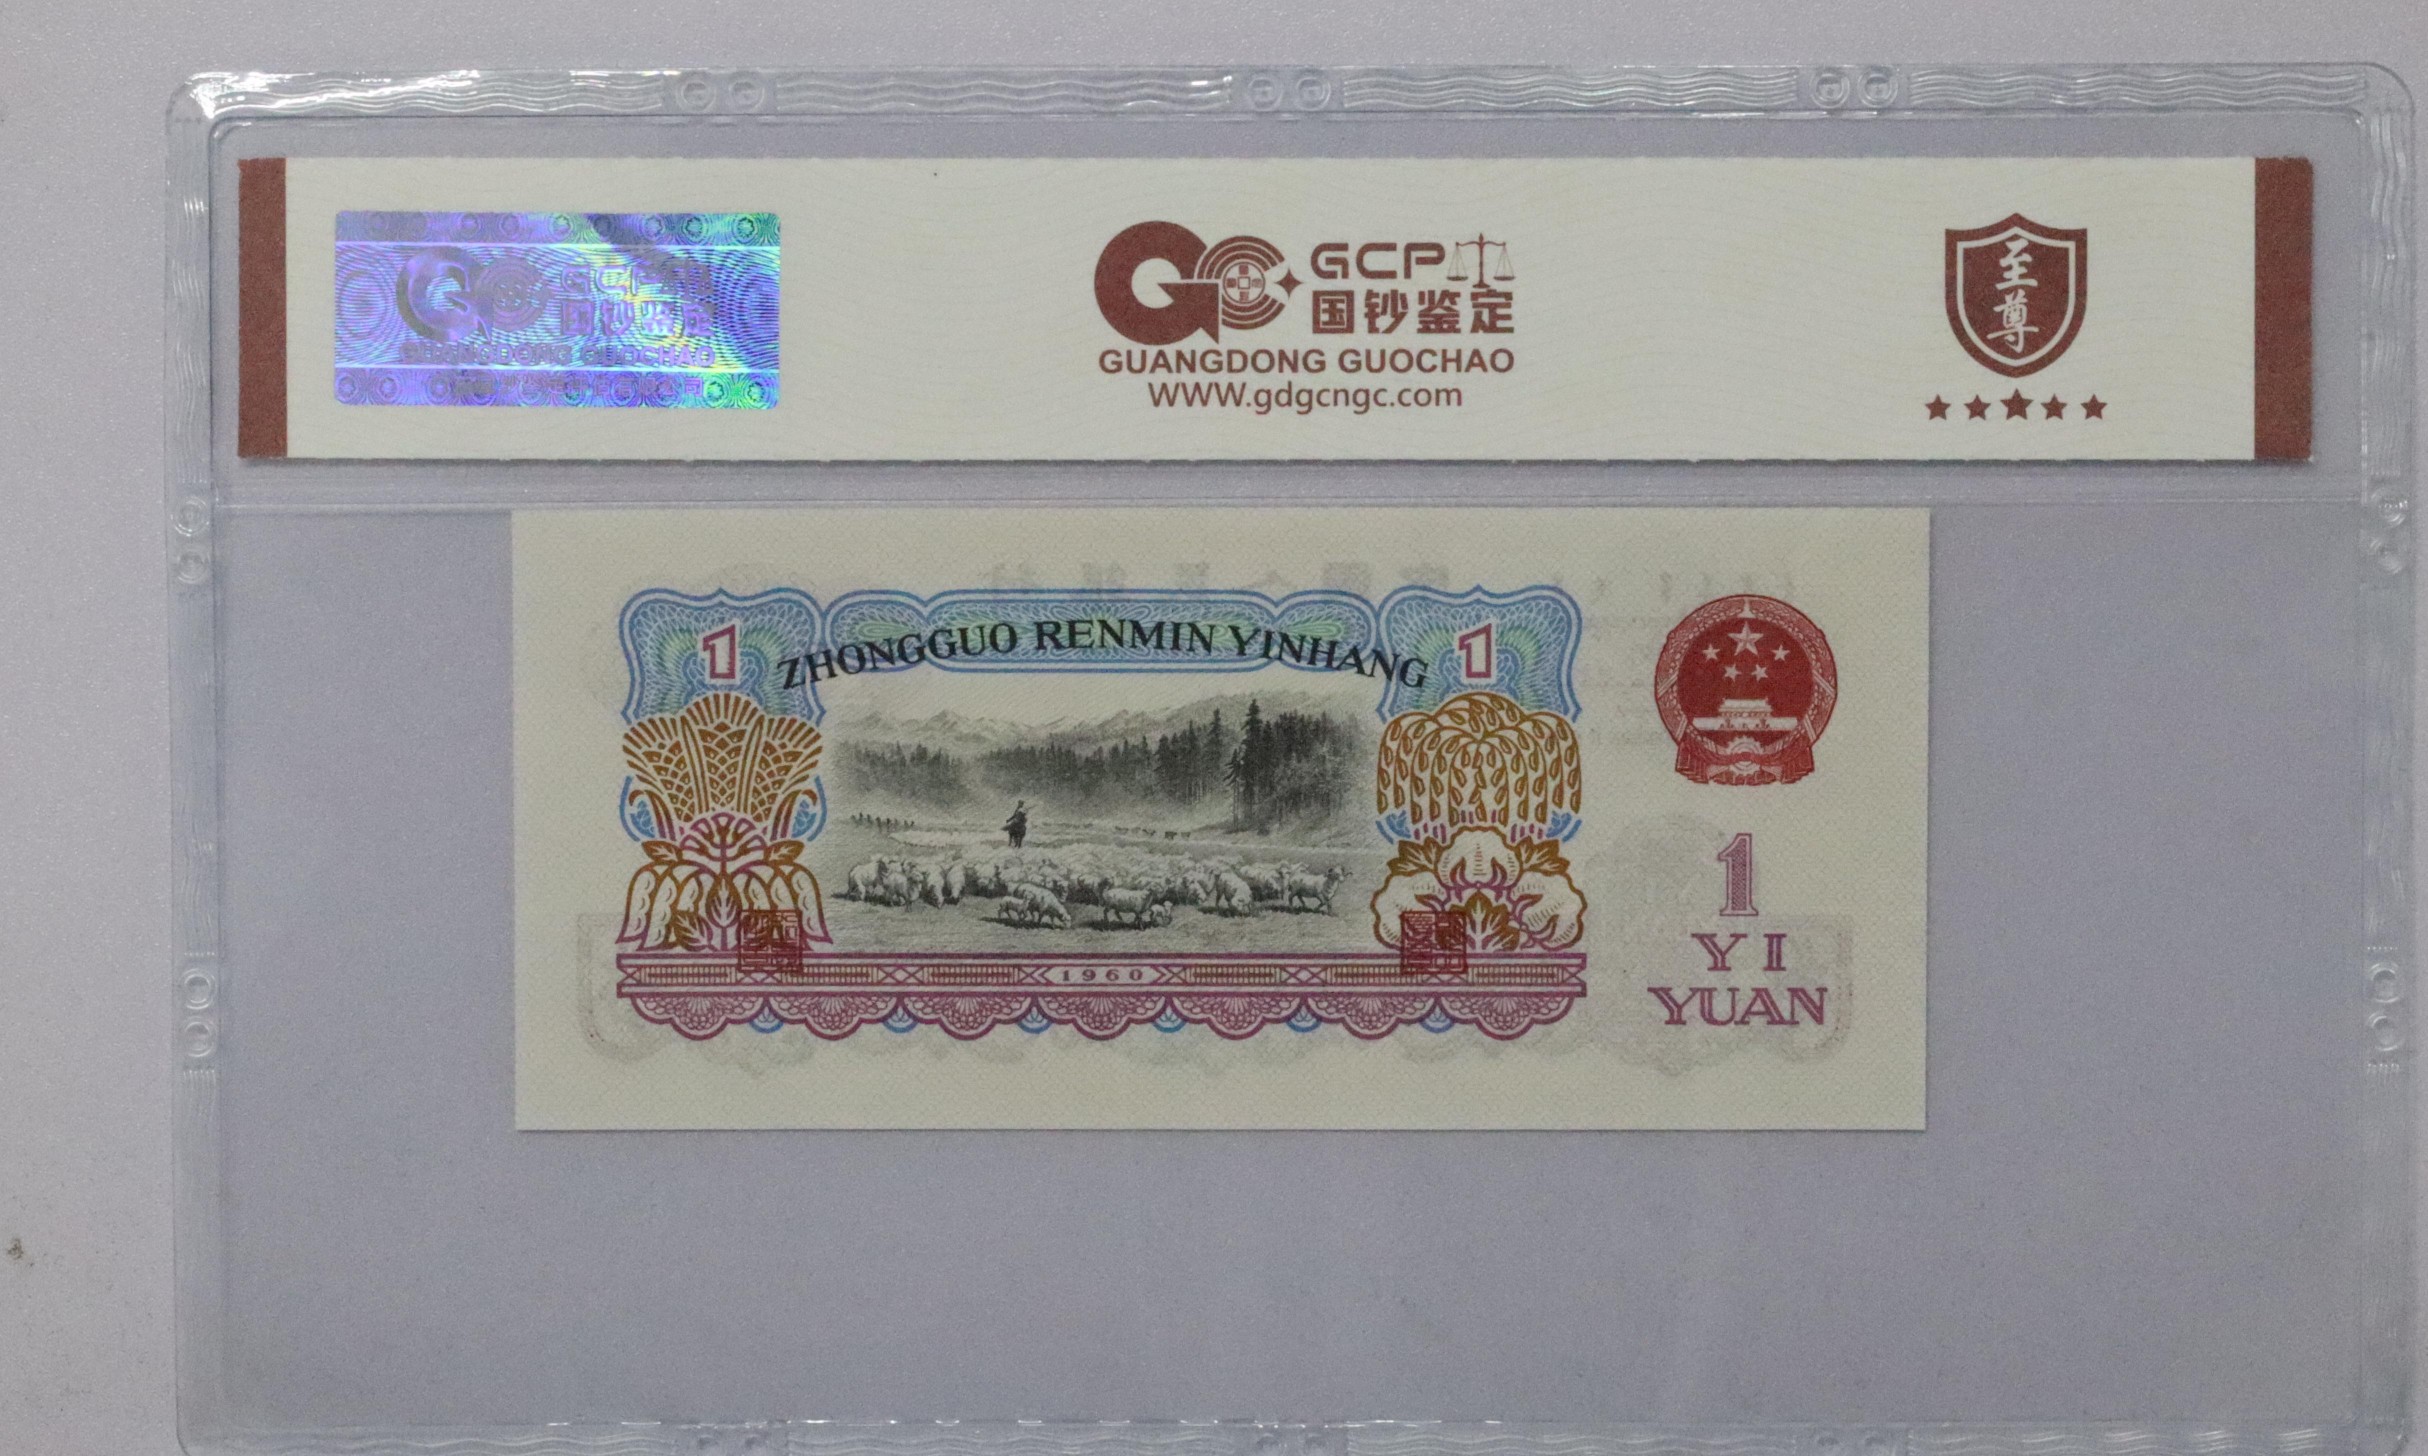 GCP
国钞鉴定
GUANGDONG GUOCHAO
GCP
国钞鉴定
GUANGDONG GUOCHAO
WWW.gdgcngc.com
至尊
1
ZHONGGUO RENMIN YINHANG
1
1960
1
YI
YUAN